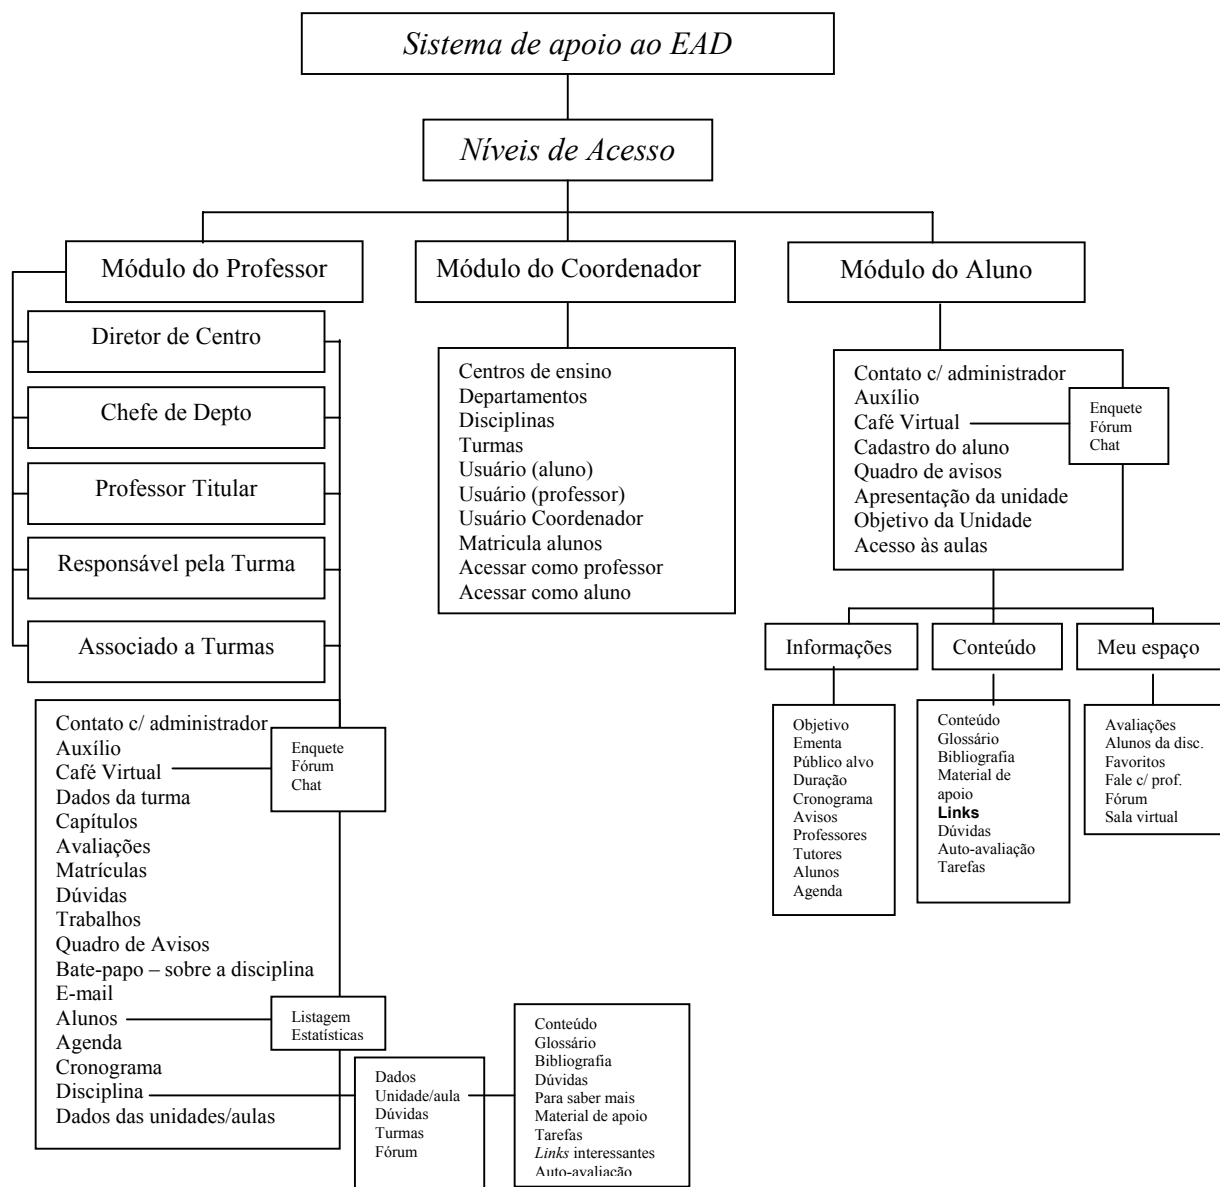 Sistema de apoio ao EAD
Níveis de Acesso
Módulo do Professor
Módulo do Coordenador
Módulo do Aluno
Diretor de Centro
Chefe de Depto
Professor Titular
Responsável pela Turma
Associado a Turmas
Contato c/ administrador
Auxílio
Café Virtual
Dados da turma
Capítulos
Avaliações
Matrículas
Dúvidas
Trabalhos
Quadro de Avisos
Bate-papo – sobre a disciplina
E-mail
Alunos
Agenda
Cronograma
Disciplina
Dados das unidades/aulas
Enquete
Fórum
Chat
Listagem
Estatísticas
Dados
Unidade/aula
Dúvidas
Turmas
Fórum
Conteúdo
Glossário
Bibliografia
Dúvidas
Para saber mais
Material de apoio
Tarefas
Links interessantes
Auto-avaliação
Centros de ensino
Departamentos
Disciplinas
Turmas
Usuário (aluno)
Usuário (professor)
Usuário Coordenador
Matricula alunos
Acessar como professor
Acessar como aluno
Contato c/ administrador
Auxílio
Café Virtual
Cadastro do aluno
Quadro de avisos
Apresentação da unidade
Objetivo da Unidade
Acesso às aulas
Enquete
Fórum
Chat
Informações
Conteúdo
Meu espaço
Objetivo
Ementa
Público alvo
Duração
Cronograma
Avisos
Professores
Tutores
Alunos
Agenda
Conteúdo
Glossário
Bibliografia
Material de
apoio
Links
Dúvidas
Auto-avaliação
Tarefas
Avaliações
Alunos da disc.
Favoritos
Fale c/ prof.
Fórum
Sala virtual